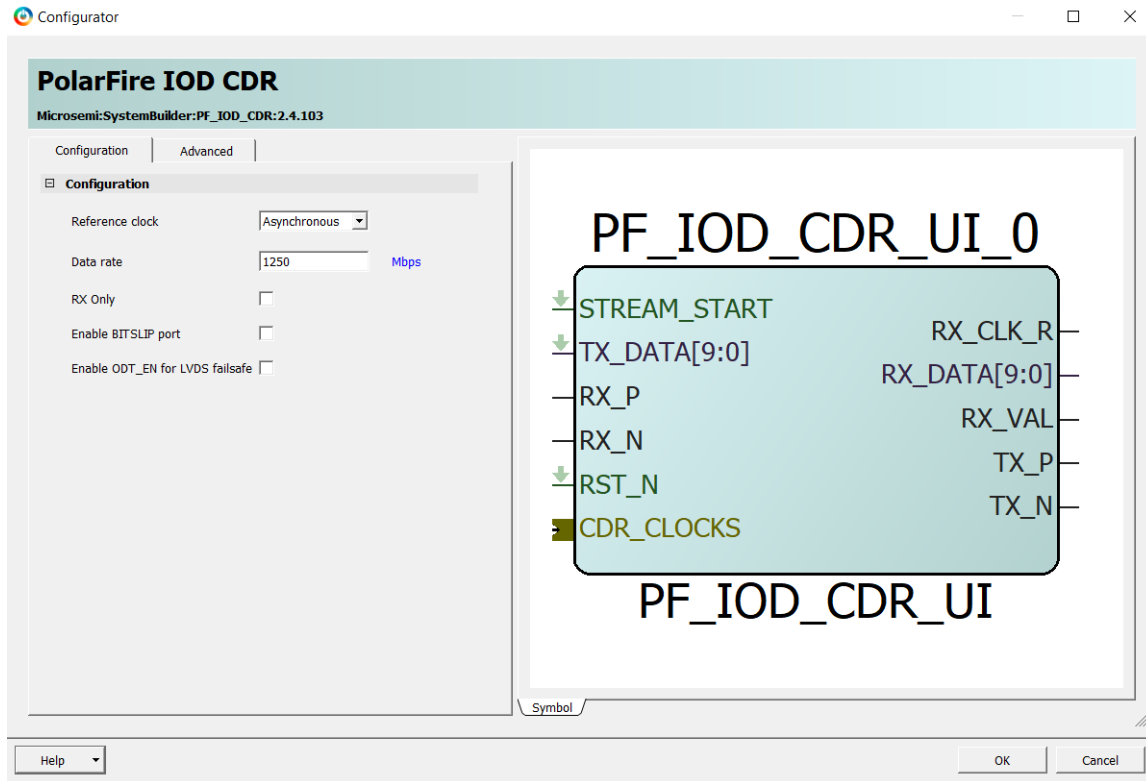 Configurator
PolarFire IOD CDR
Microsemi:SystemBuilder:PF_IOD_CDR:2.4.103
Configuration
Advanced
Configuration
Reference clock
Asynchronous
Data rate
1250
Mbps
RX Only
Enable BITSLIP port
Enable ODT_EN for LVDS failsafe
PF_IOD_CDR_UI_0
STREAM_START
TX_DATA[9:0]
RX_P
RX_N
RST_N
CDR_CLOCKS
RX_CLK_R
RX_DATA[9:0]
RX_VAL
TX_P
TX_N
PF_IOD_CDR_UI
Symbol
Help
OK
Cancel